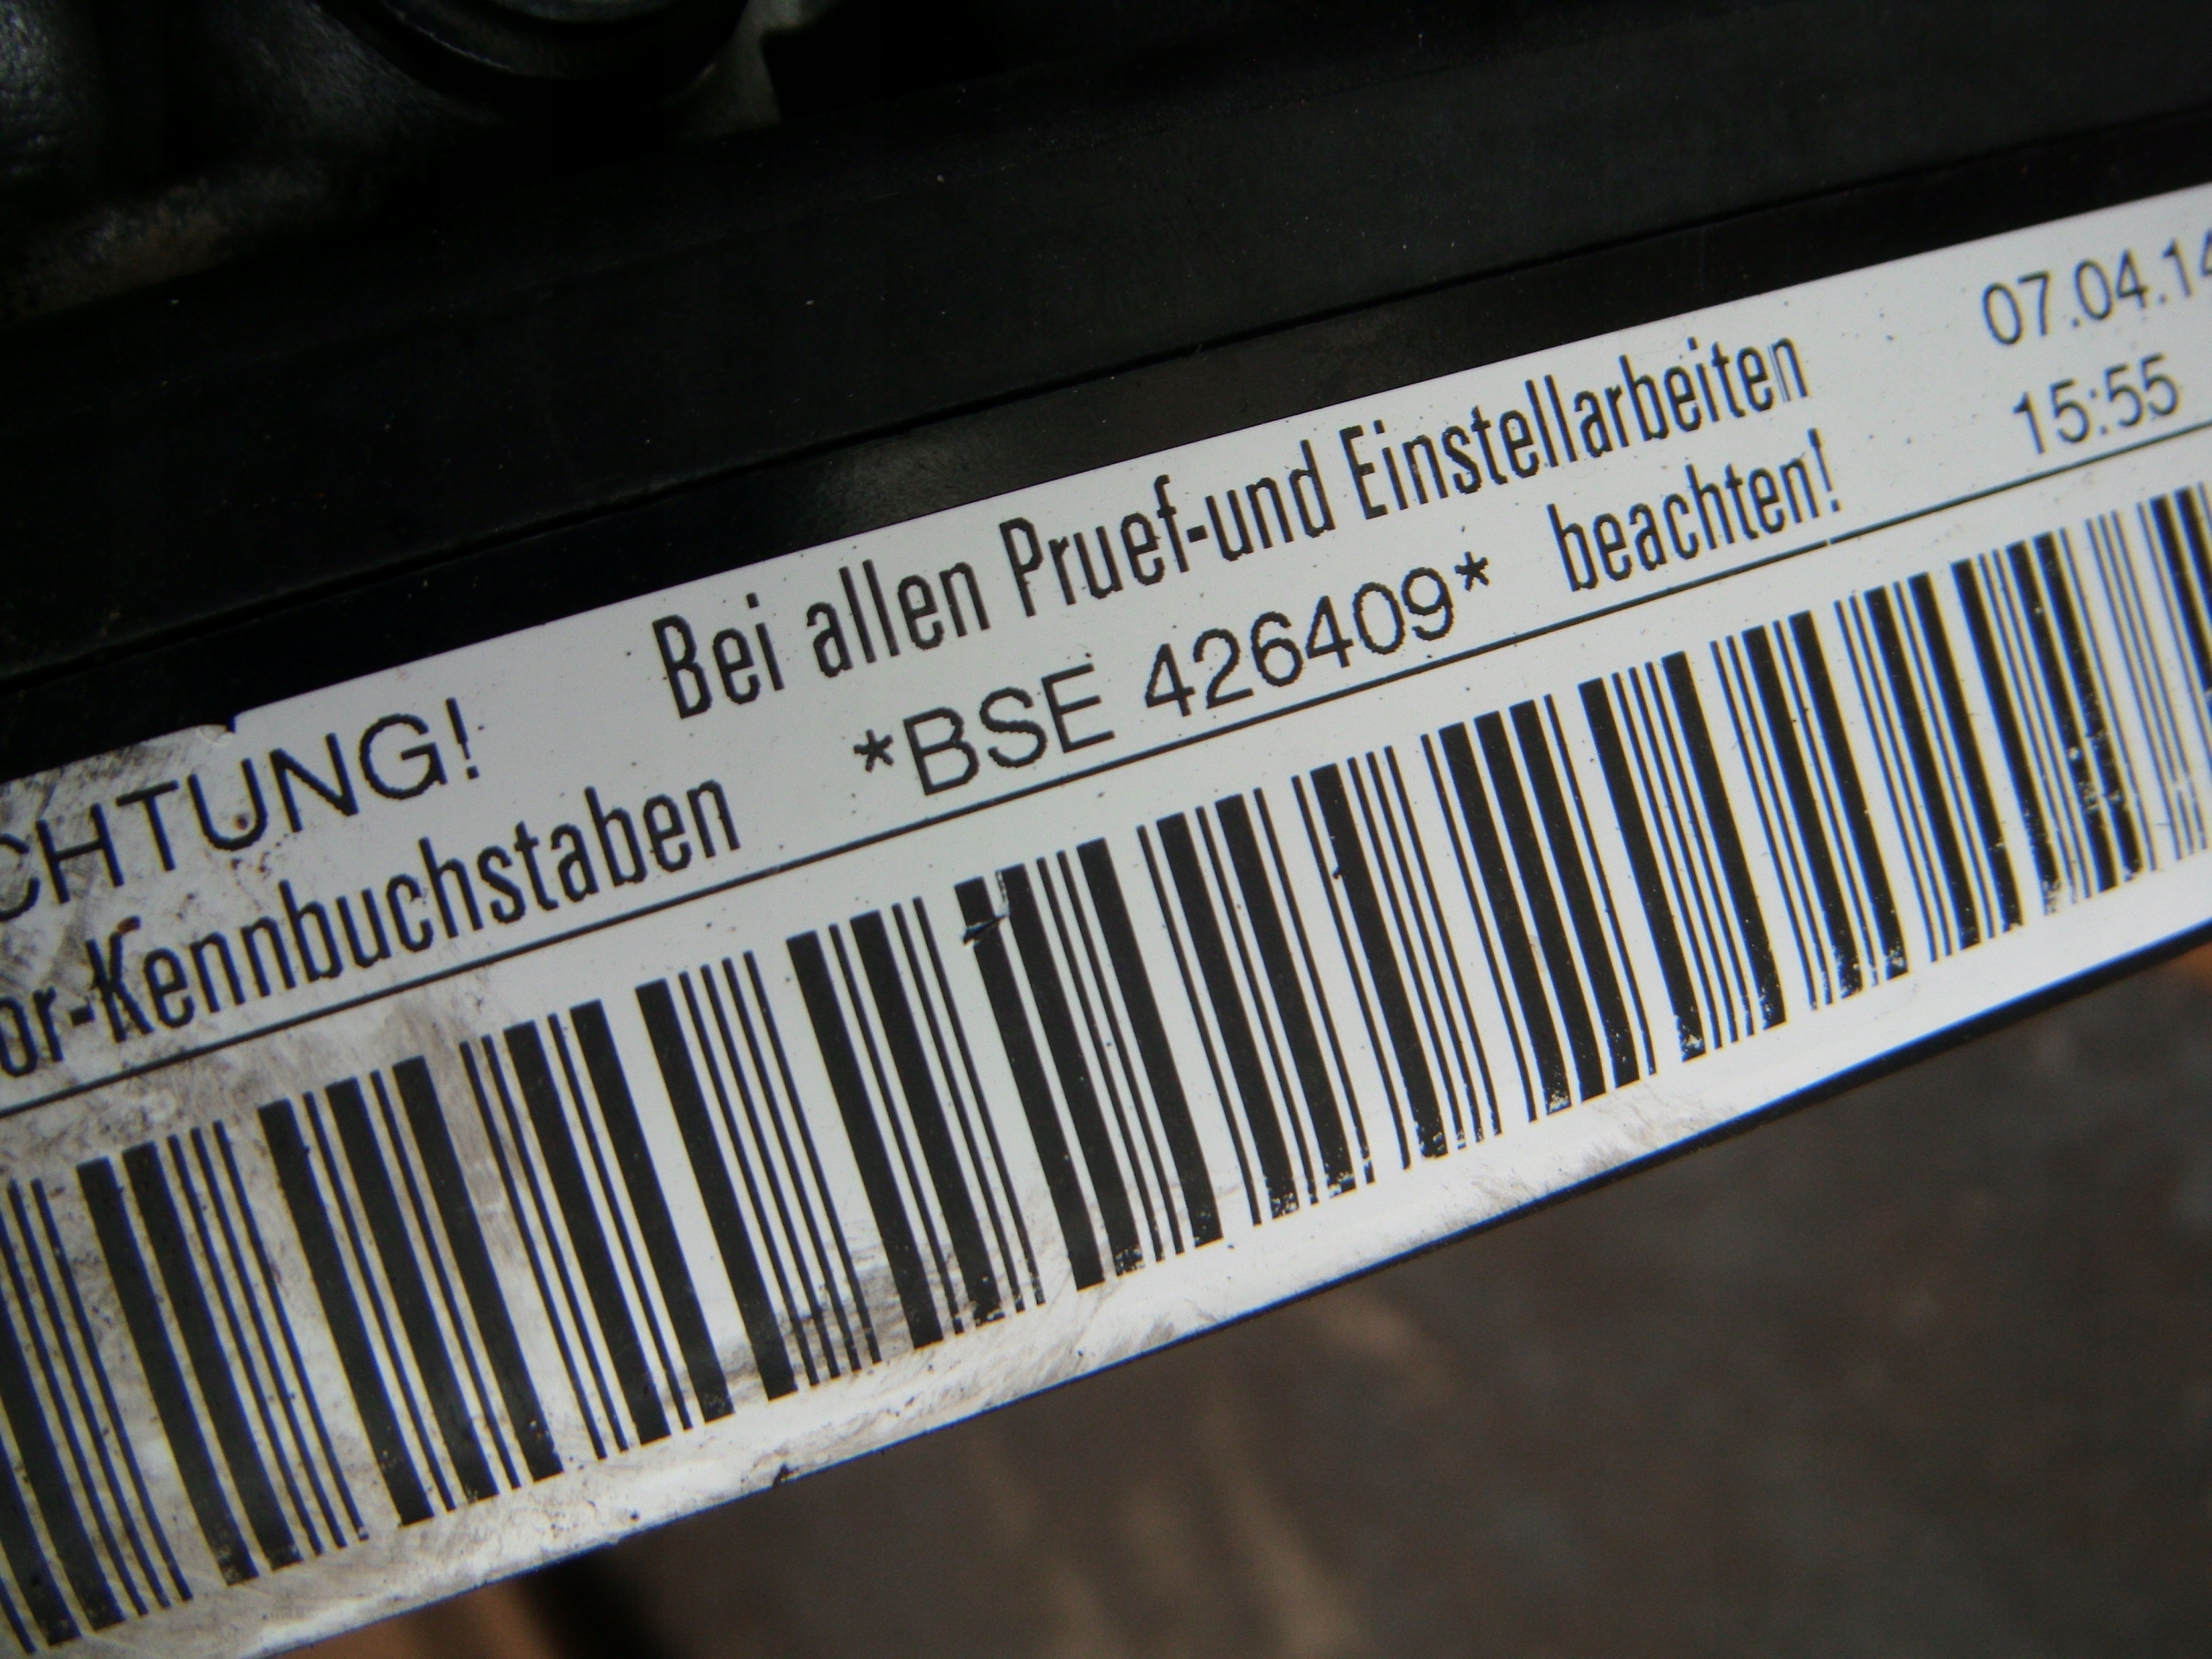 CHTUNG! Bei allen Pruef-und Einstellarbeiten 07.04.14
or-Kennbuchstaben *BSE 426409* beachten! 15:55